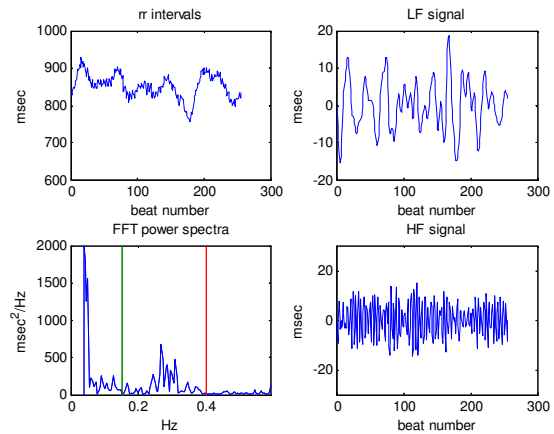 rr intervals
1000
900
800
700
600
msec
0
100
200
300
beat number
LF signal
20
10
0
-10
-20
msec
0
100
200
300
beat number
FFT power spectra
2000
1500
1000
500
0
msec²/Hz
0
0.2
0.4
Hz
HF signal
20
0
-20
msec
0
100
200
300
beat number